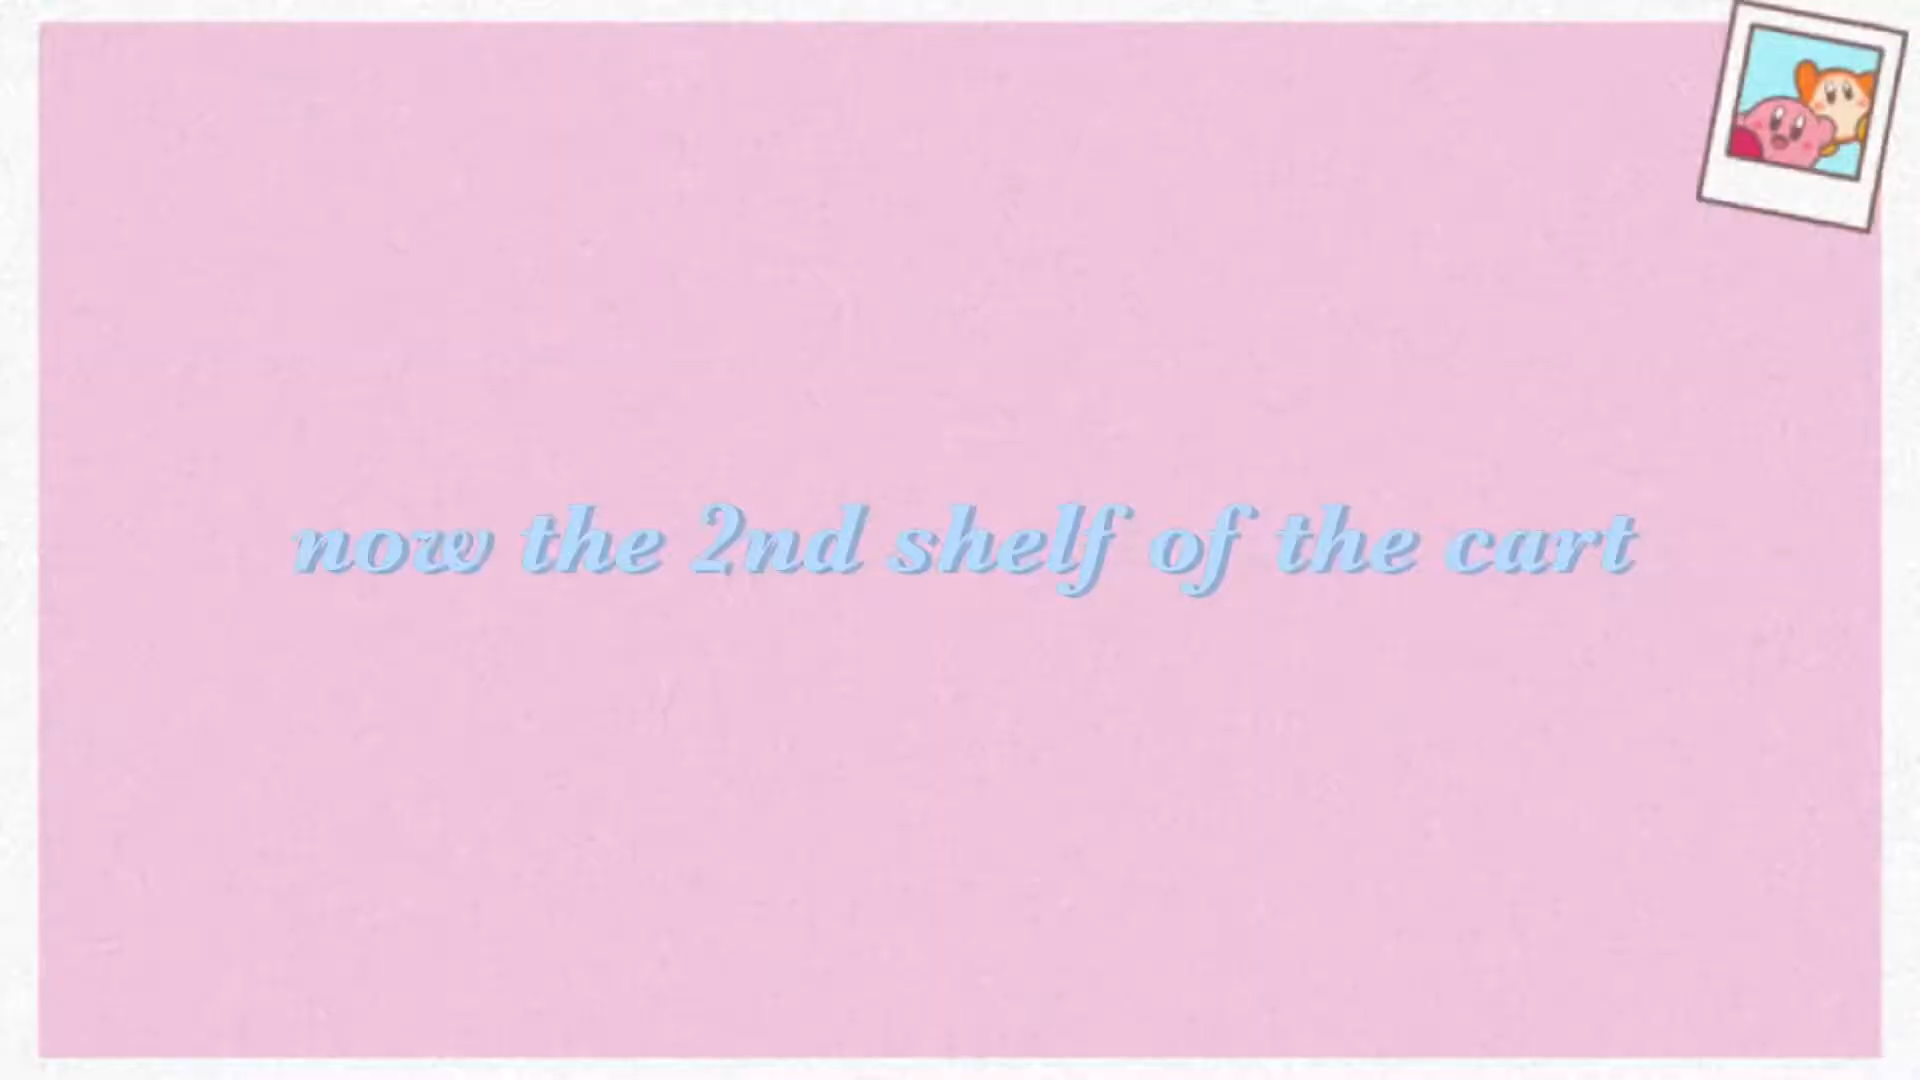 now the 2nd shelf of the cart